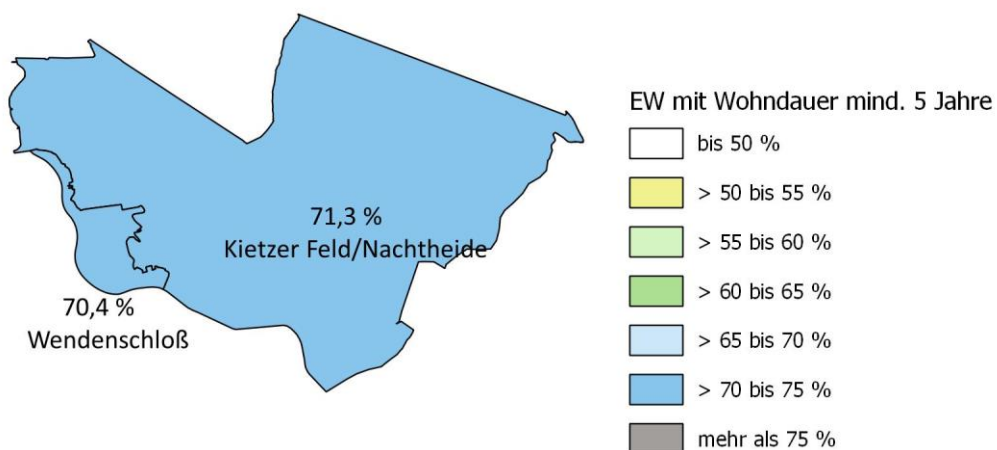 71,3 %
Kietzer Feld/Nachtheide
70,4 %
Wendenschloß
EW mit Wohndauer mind. 5 Jahre
bis 50 %
> 50 bis 55 %
> 55 bis 60 %
> 60 bis 65 %
> 65 bis 70 %
> 70 bis 75 %
mehr als 75 %